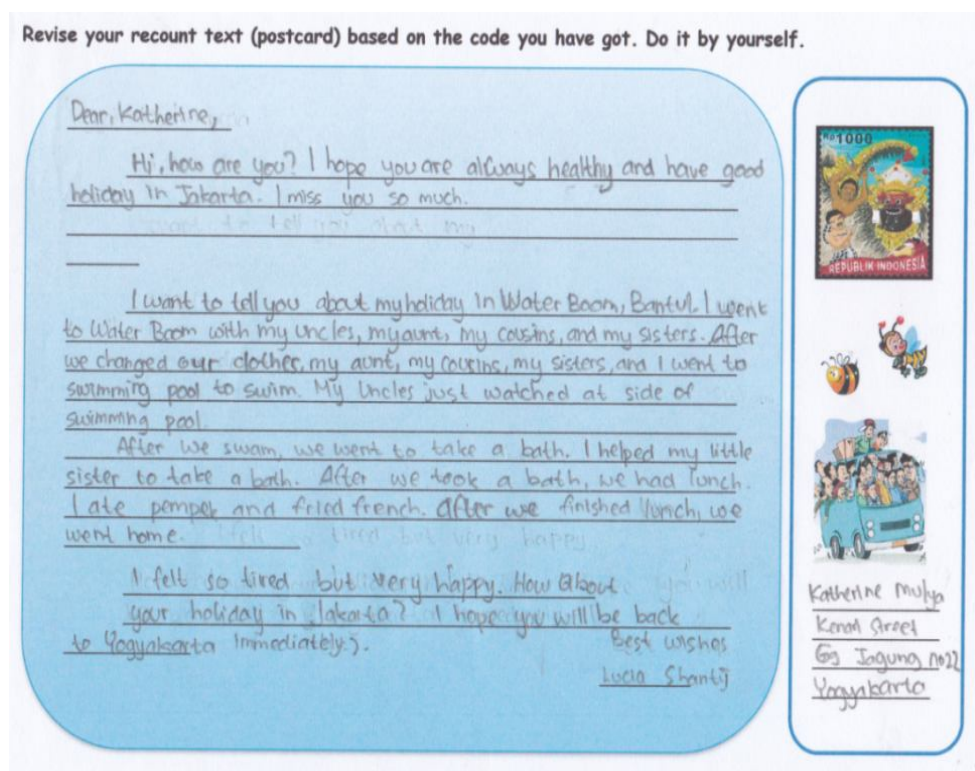 Revise your recount text (postcard) based on the code you have got. Do it by yourself.
Dear, Katherine,
Hi, how are you? I hope you are always healthy and have good
holiday in Jakarta. I miss you so much.
I want to tell you about my holiday in Water Boom, Bantul. I went
to Water Boom with my uncles, my aunt, my cousins, and my sisters. After
we changed our clother, my aunt, my cousins, my sisters, and I went to
swimming pool to swim. My Uncles just watched at side of
swimming pool.
After we swam, we went to take a bath. I helped my little
sister to take a bath. After we took a bath, we had lunch.
I ate pempek and fried french. After we finished lunch, we
went home.
I felt so tired but very happy. How about
your holiday in Jakarta? I hope you will be back
to Yogyakarta immediately :).
Best wishes
Lucia Shantij
Rp1000
REPUBLIK INDONESIA
Katherine Mulya
Kenari Street
Gg Jagung no22
Yogyakarta